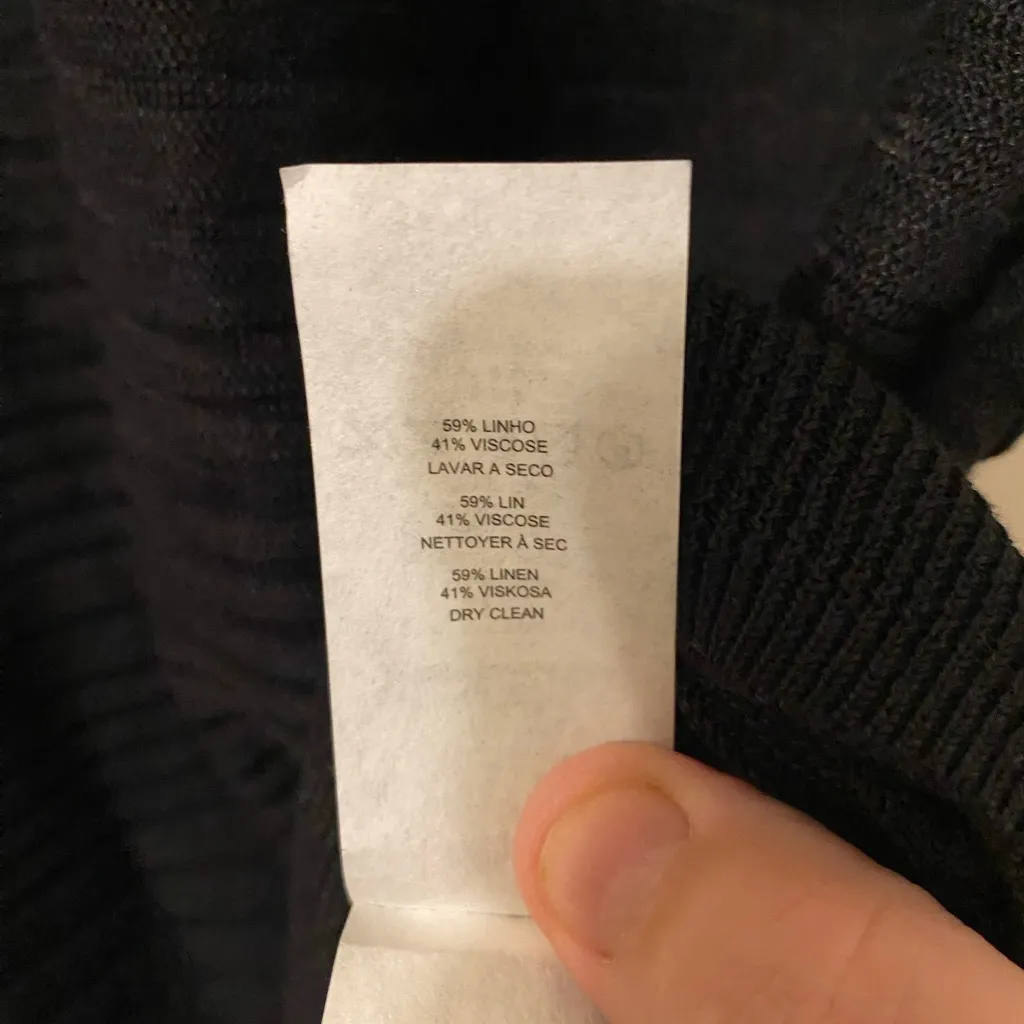 59% LINHO
41% VISCOSE
LAVAR A SECO
59% LIN
41% VISCOSE
NETTOYER À SEC
59% LINEN
41% VISKOSA
DRY CLEAN